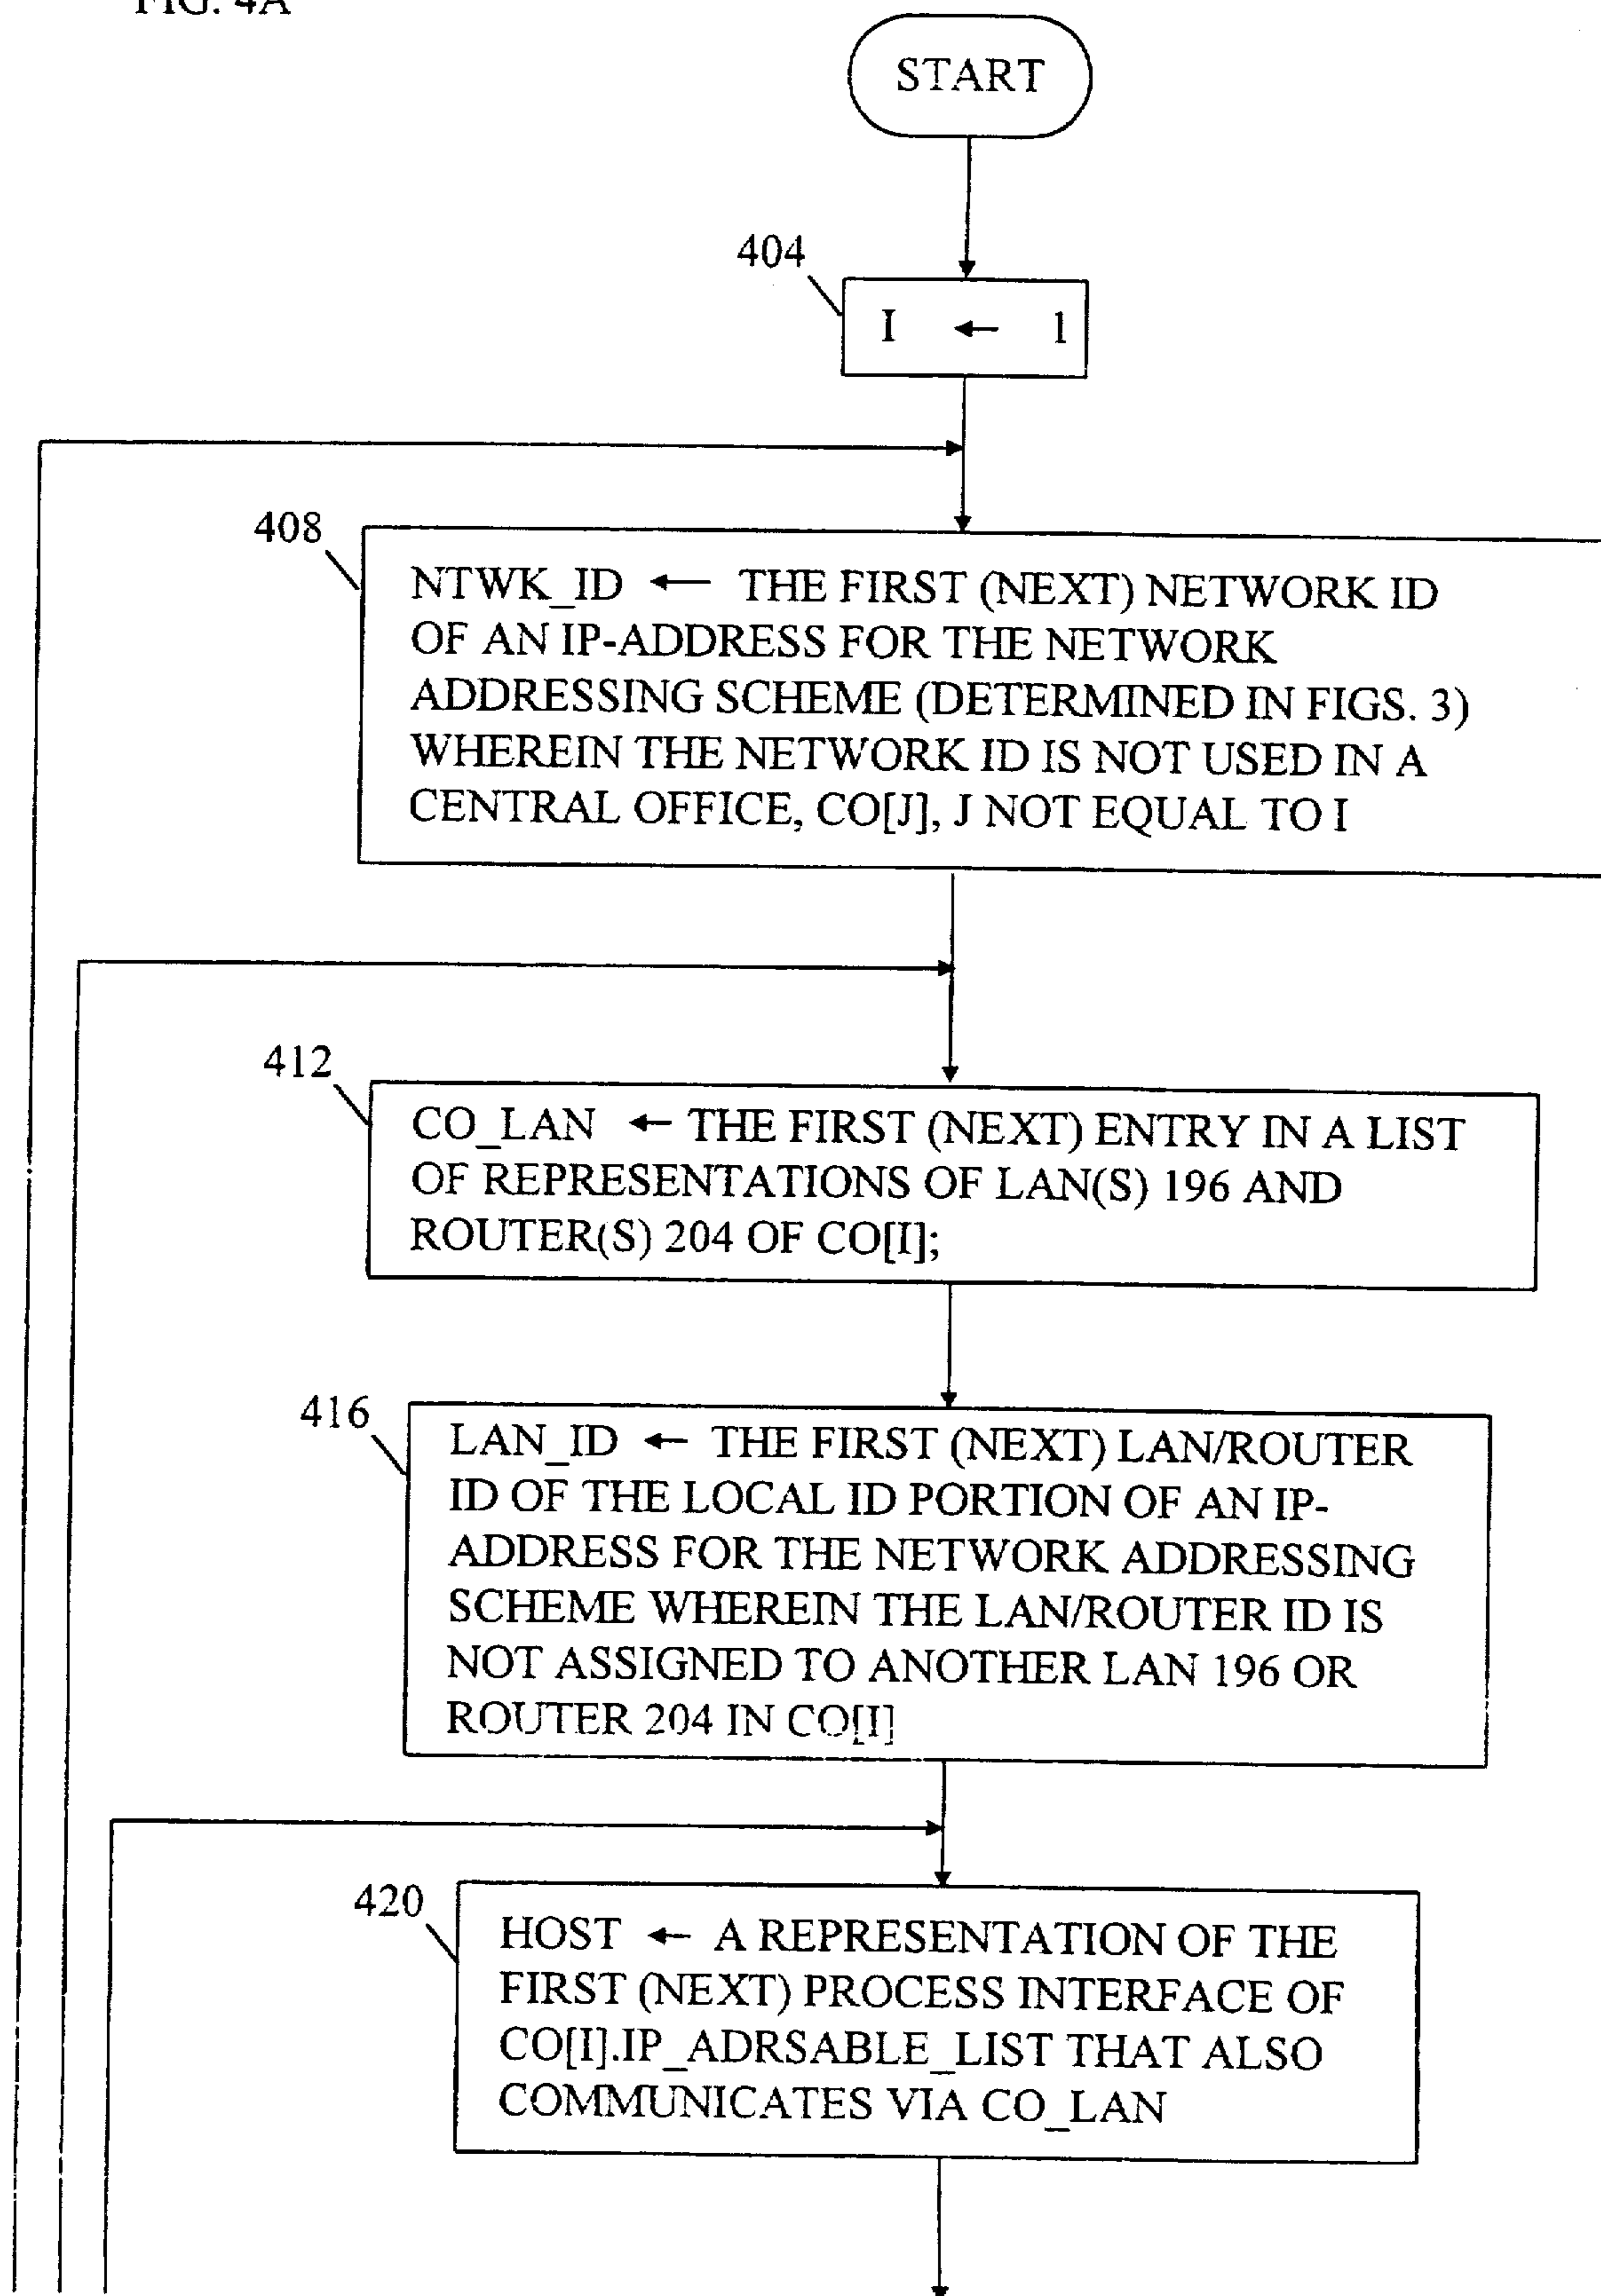 FIG. 4A
START
404
I ← 1
408
NTWK_ID ← THE FIRST (NEXT) NETWORK ID
OF AN IP-ADDRESS FOR THE NETWORK
ADDRESSING SCHEME (DETERMINED IN FIGS. 3)
WHEREIN THE NETWORK ID IS NOT USED IN A
CENTRAL OFFICE, CO[J], J NOT EQUAL TO I
412
CO_LAN ← THE FIRST (NEXT) ENTRY IN A LIST
OF REPRESENTATIONS OF LAN(S) 196 AND
ROUTER(S) 204 OF CO[I];
416
LAN_ID ← THE FIRST (NEXT) LAN/ROUTER
ID OF THE LOCAL ID PORTION OF AN IP-
ADDRESS FOR THE NETWORK ADDRESSING
SCHEME WHEREIN THE LAN/ROUTER ID IS
NOT ASSIGNED TO ANOTHER LAN 196 OR
ROUTER 204 IN CO[I]
420
HOST ← A REPRESENTATION OF THE
FIRST (NEXT) PROCESS INTERFACE OF
CO[I].IP_ADRSABLE_LIST THAT ALSO
COMMUNICATES VIA CO_LAN